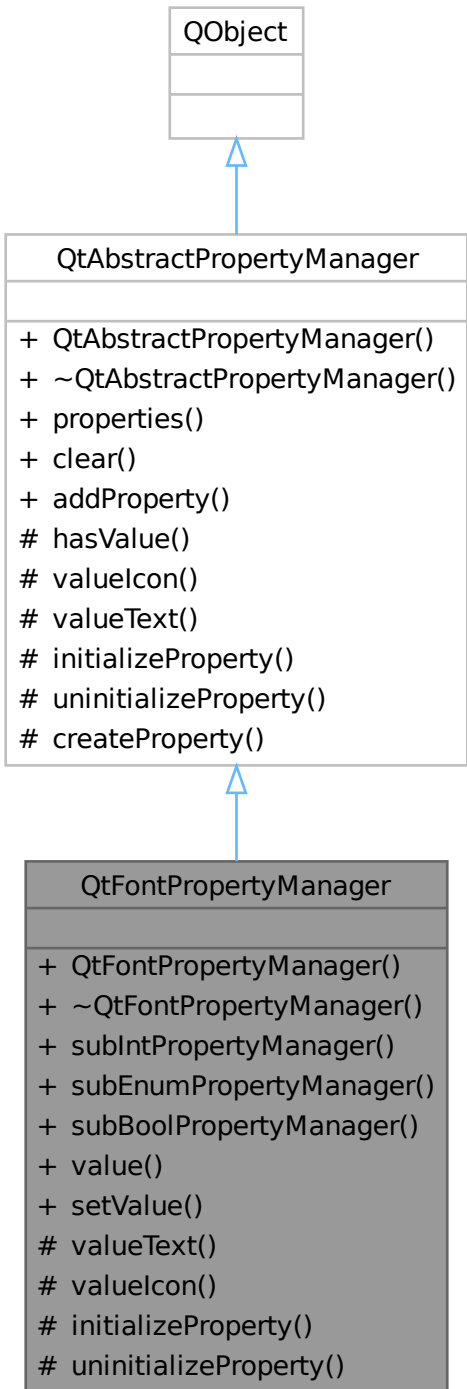 QObject
QtAbstractPropertyManager
+ QtAbstractPropertyManager()
+ ~QtAbstractPropertyManager()
+ properties()
+ clear()
+ addProperty()
# hasValue()
# valueIcon()
# valueText()
# initializeProperty()
# uninitializeProperty()
# createProperty()
QtFontPropertyManager
+ QtFontPropertyManager()
+ ~QtFontPropertyManager()
+ subIntPropertyManager()
+ subEnumPropertyManager()
+ subBoolPropertyManager()
+ value()
+ setValue()
# valueText()
# valueIcon()
# initializeProperty()
# uninitializeProperty()